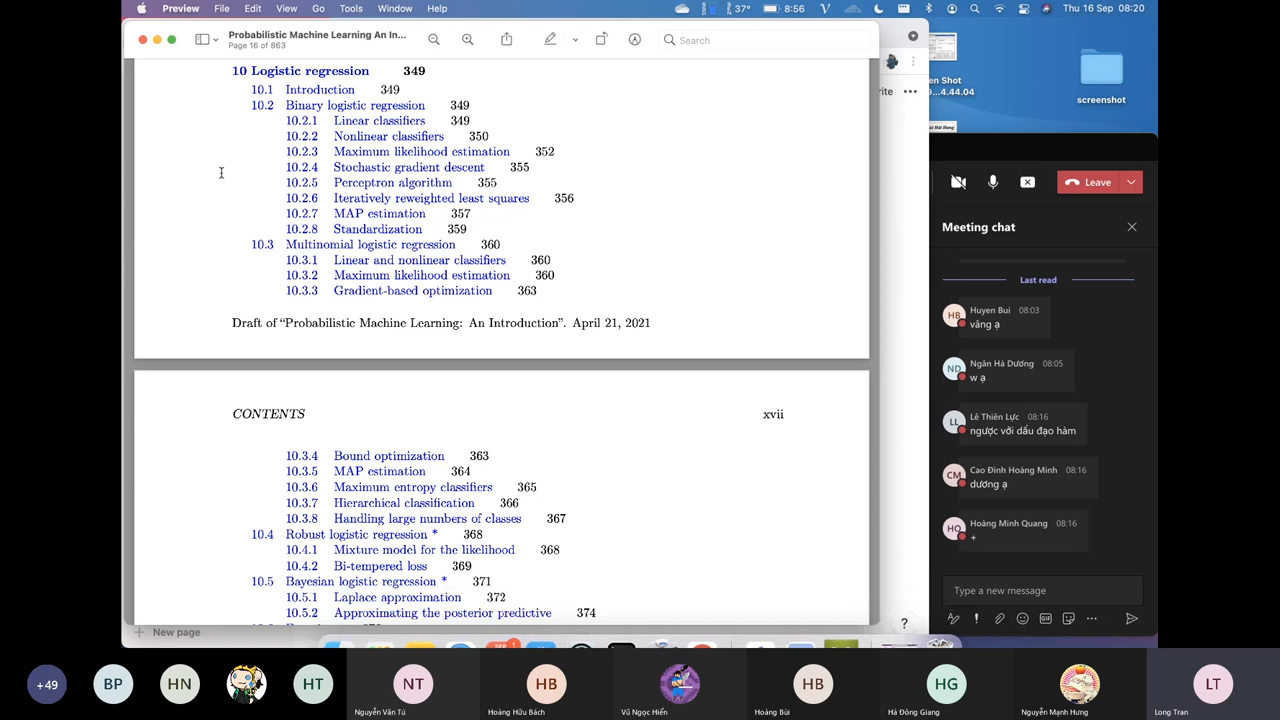 Preview File Edit View Go Tools Window Help 37° 8:56 Thu 16 Sep 08:20
Probabilistic Machine Learning An In...
Page 16 of 863
Search
10 Logistic regression 349
10.1 Introduction 349
10.2 Binary logistic regression 349
10.2.1 Linear classifiers 349
10.2.2 Nonlinear classifiers 350
10.2.3 Maximum likelihood estimation 352
10.2.4 Stochastic gradient descent 355
10.2.5 Perceptron algorithm 355
10.2.6 Iteratively reweighted least squares 356
10.2.7 MAP estimation 357
10.2.8 Standardization 359
10.3 Multinomial logistic regression 360
10.3.1 Linear and nonlinear classifiers 360
10.3.2 Maximum likelihood estimation 360
10.3.3 Gradient-based optimization 363
Draft of “Probabilistic Machine Learning: An Introduction”. April 21, 2021
CONTENTS xvii
10.3.4 Bound optimization 363
10.3.5 MAP estimation 364
10.3.6 Maximum entropy classifiers 365
10.3.7 Hierarchical classification 366
10.3.8 Handling large numbers of classes 367
10.4 Robust logistic regression * 368
10.4.1 Mixture model for the likelihood 368
10.4.2 Bi-tempered loss 369
10.5 Bayesian logistic regression * 371
10.5.1 Laplace approximation 372
10.5.2 Approximating the posterior predictive 374
+ New page
?
rite •••
en Shot
9...4.44.04
screenshot
Leave
Meeting chat
Last read
HB Huyen Bui 08:03
vâng ạ
ND Ngân Hà Dương 08:05
w ạ
LL Lê Thiên Lực 08:16
ngược với dấu đạo hàm
CM Cao Đình Hoàng Minh 08:16
dương ạ
HQ Hoàng Minh Quang 08:16
+
Type a new message
+49 BP HN HT NT HB HB HG LT
Nguyễn Văn Tú Hoàng Hữu Bách Vũ Ngọc Hiển Hoàng Bùi Hà Đông Giang Nguyễn Mạnh Hưng Long Tran